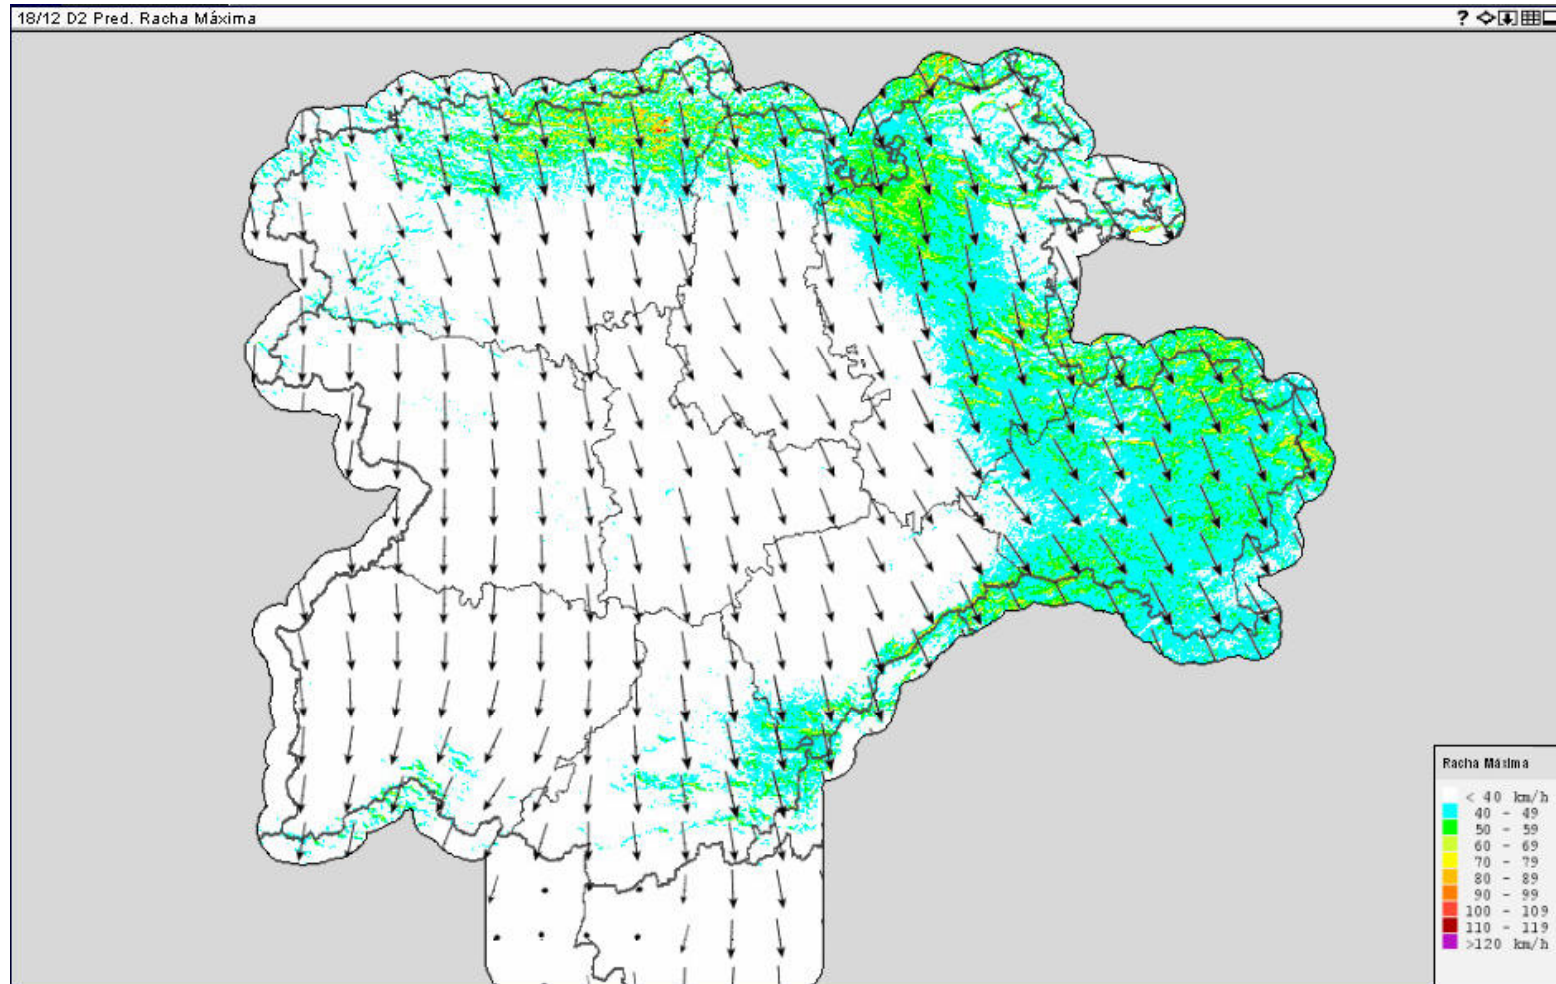 18/12 D2 Pred. Racha Máxima
?
Racha Máxima
< 40 km/h
40 - 49
50 - 59
60 - 69
70 - 79
80 - 89
90 - 99
100 - 109
110 - 119
>120 km/h